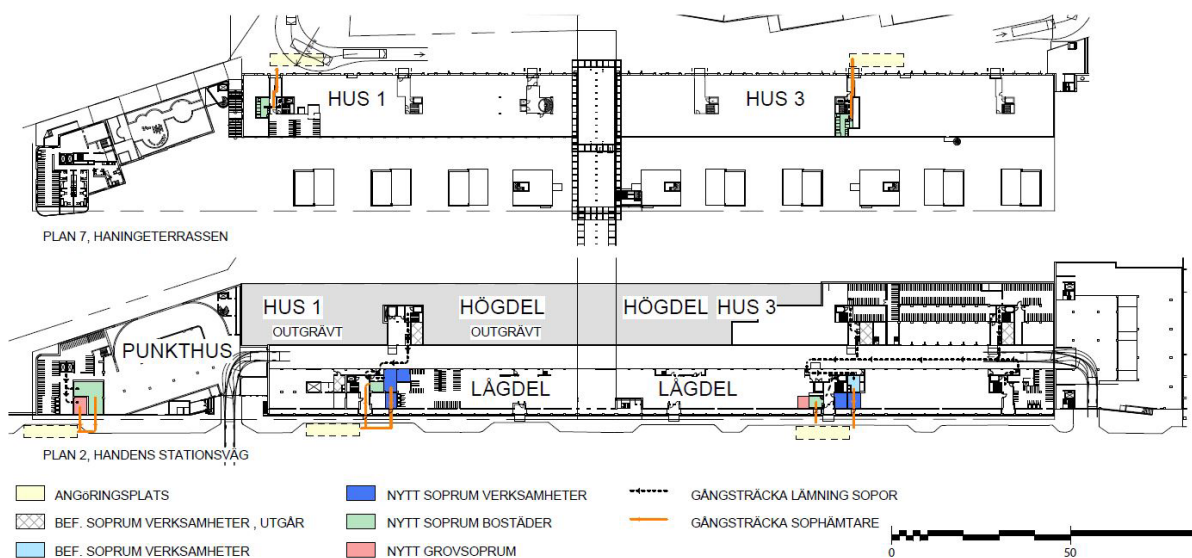 HUS 1
HUS 3
PLAN 7, HANINGETERRASSEN
HUS 1
HÖGDEL
HÖGDEL
HUS 3
OUTGRÄVT
OUTGRÄVT
PUNKTHUS
LÅGDEL
LÅGDEL
PLAN 2, HANDENS STATIONSVÄG
ANGöRINGSPLATS
BEF. SOPRUM VERKSAMHETER , UTGÅR
BEF. SOPRUM VERKSAMHETER
NYTT SOPRUM VERKSAMHETER
NYTT SOPRUM BOSTÄDER
NYTT GROVSOPRUM
GÅNGSTRÄCKA LÄMNING SOPOR
GÅNGSTRÄCKA SOPHÄMTARE
0
50